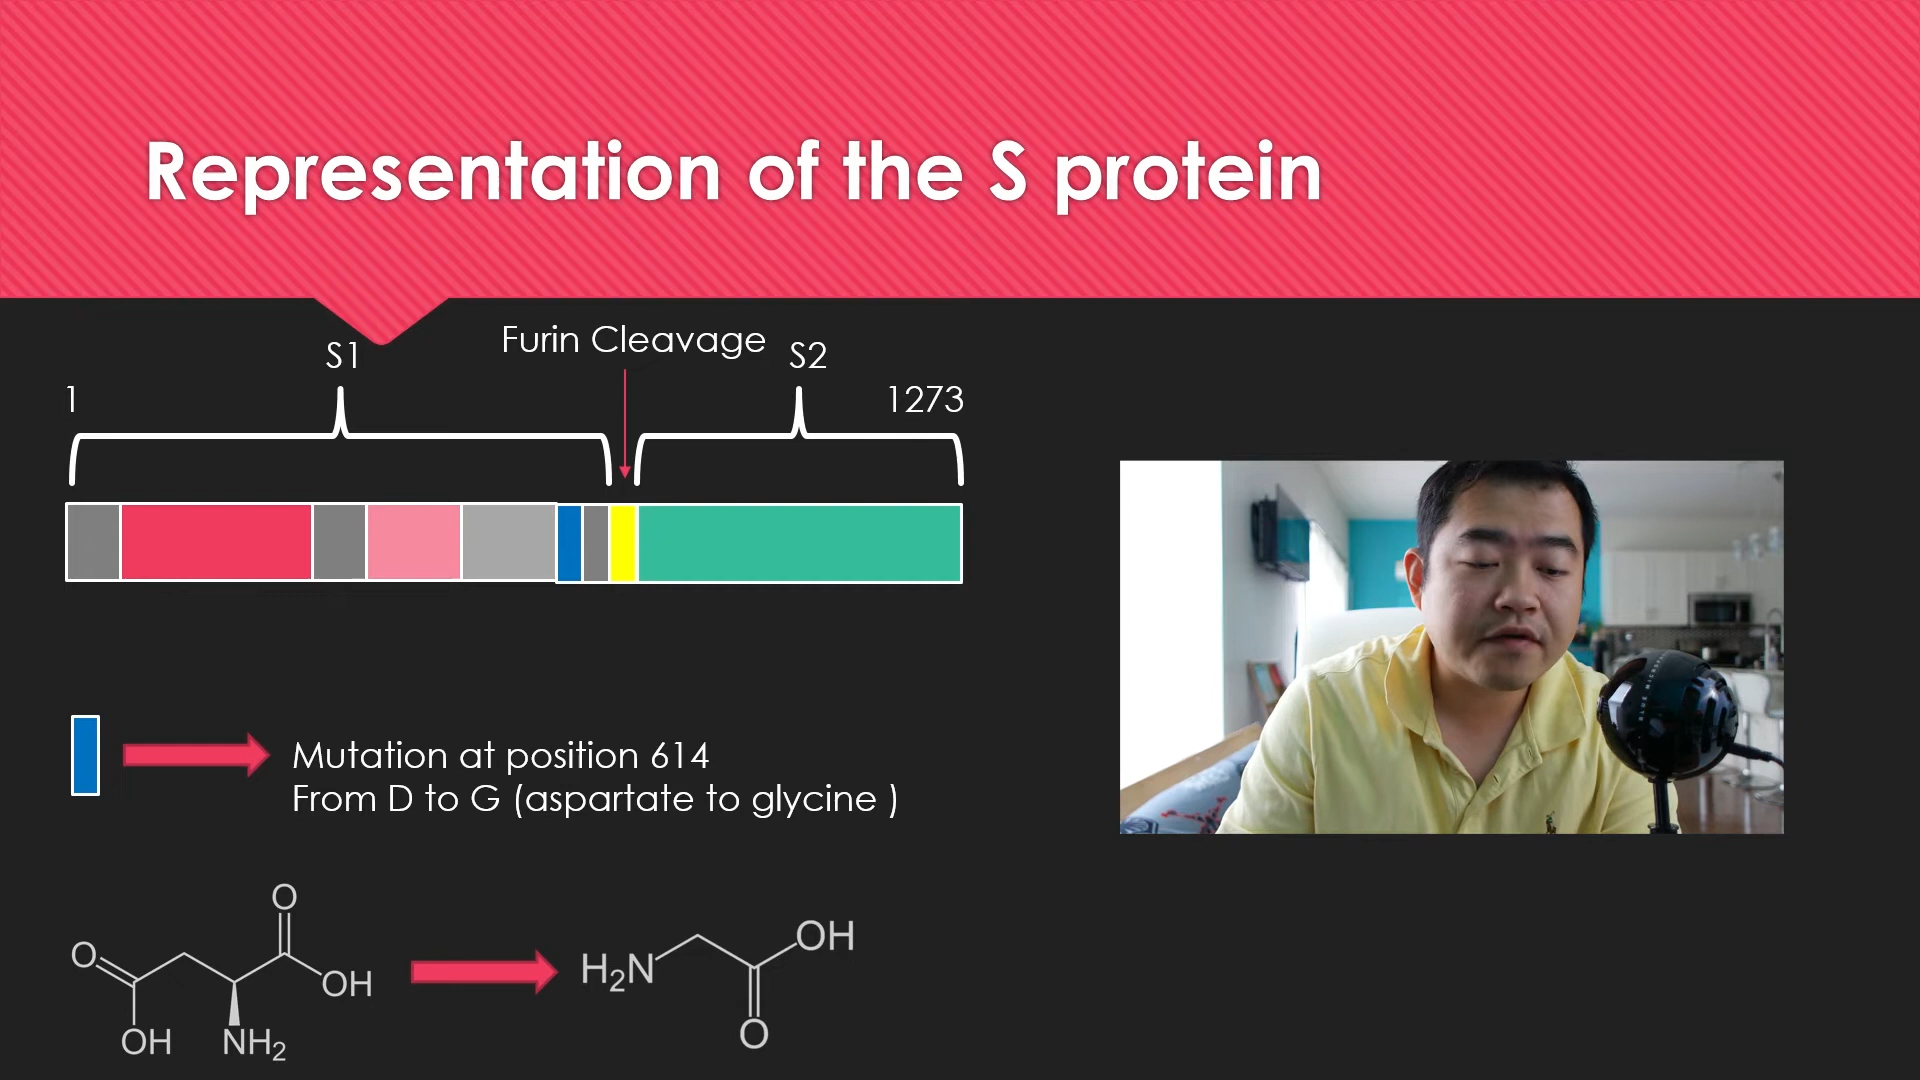 Representation of the S protein
Furin Cleavage
S1
S2
1
1273
Mutation at position 614
From D to G (aspartate to glycine )
O
O
OH
OH
NH2
H2N
OH
O